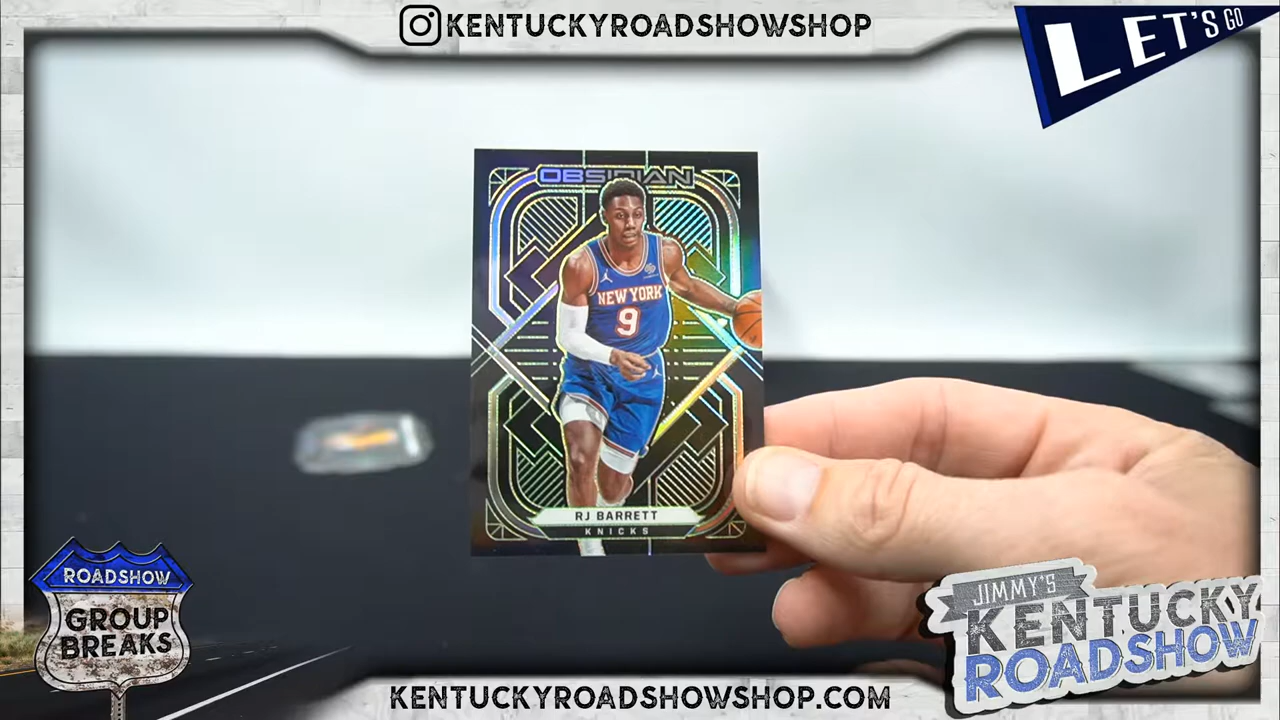 KENTUCKYROADSHOWSHOP
LET'S GO
OBSIDIAN
NEW YORK
9
RJ BARRETT
KNICKS
ROADSHOW
GROUP
BREAKS
JIMMY'S
KENTUCKY
ROADSHOW
KENTUCKYROADSHOWSHOP.COM